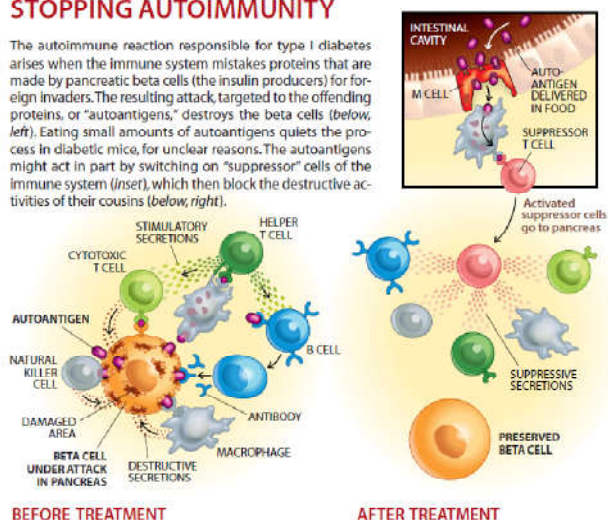 STOPPING AUTOIMMUNITY
The autoimmune reaction responsible for type I diabetes
arises when the immune system mistakes proteins that are
made by pancreatic beta cells (the insulin producers) for for-
eign invaders. The resulting attack, targeted to the offending
proteins, or "autoantigens," destroys the beta cells (below,
left). Eating small amounts of autoantigens quiets the pro-
cess in diabetic mice, for unclear reasons. The autoantigens
might act in part by switching on "suppressor" cells of the
immune system (inset), which then block the destructive ac-
tivities of their cousins (below, right).
INTESTINAL
CAVITY
M CELL
AUTO-
ANTIGEN
DELIVERED
IN FOOD
SUPPRESSOR
T CELL
Activated
suppressor cells
go to pancreas
STIMULATORY
SECRETIONS
HELPER
T CELL
CYTOTOXIC
T CELL
AUTOANTIGEN
B CELL
NATURAL
KILLER
CELL
DAMAGED
AREA
ANTIBODY
MACROPHAGE
BETA CELL
UNDER ATTACK
IN PANCREAS
DESTRUCTIVE
SECRETIONS
SUPPRESSIVE
SECRETIONS
PRESERVED
BETA CELL
BEFORE TREATMENT
AFTER TREATMENT